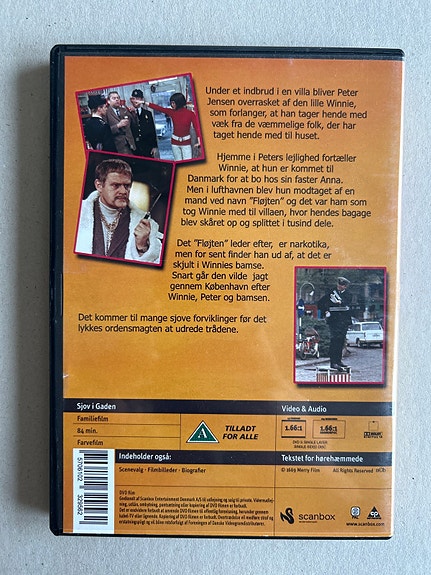 Under et indbrud i en villa bliver Peter
Jensen overrasket af den lille Winnie,
som forlanger, at han tager hende med
væk fra de væmmelige folk, der har
taget hende med til huset.
Hjemme i Peters lejlighed fortæller
Winnie, at hun er kommet til
Danmark for at bo hos sin faster Anna.
Men i lufthavnen blev hun modtaget af en
mand ved navn "Fløjten" og det var ham som
tog Winnie med til villaen, hvor hendes bagage
blev skåret op og splittet i tusind dele.
Det "Fløjten" leder efter, er narkotika,
men for sent finder han ud af, at det er
skjult i Winnies bamse.
Snart går den vilde jagt
gennem København efter
Winnie, Peter og bamsen.
Det kommer til mange sjove forviklinger før det
lykkes ordensmagten at udrede trådene.
Sjov i Gaden
Familiefilm
84 min.
Farvefilm
A
TILLADT
FOR ALLE
Video & Audio
1.66:1
1.66:1
DVD 5: SINGLE LAYER
Indeholder også:
Scenevalg · Filmbilleder · Biografier
Tekstet for hørehæmmede
© 1969 Merry Film
All Rights Reserved
DVD film
scanbox
PAL
www.scanbox.com
5706102 329562